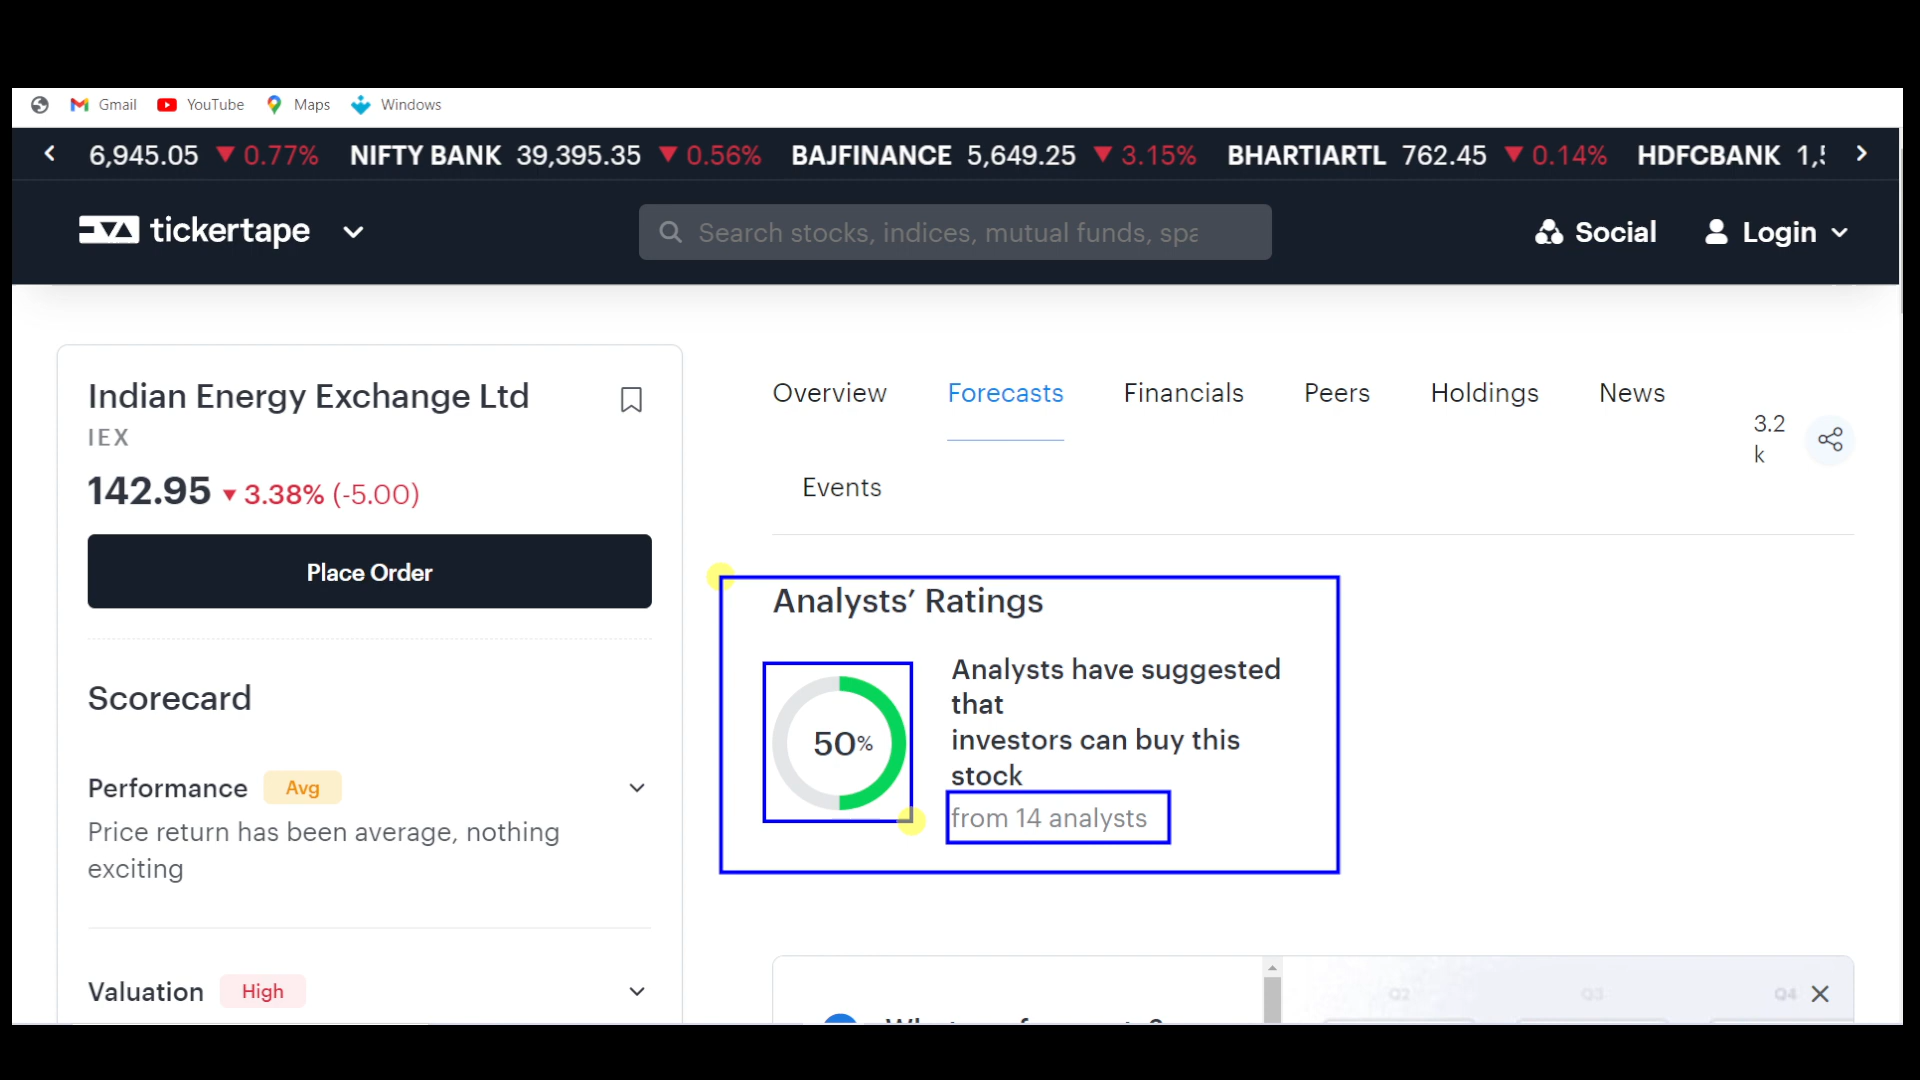 Gmail YouTube Maps Windows
6,945.05 ▼ 0.77% NIFTY BANK 39,395.35 ▼ 0.56% BAJFINANCE 5,649.25 ▼ 3.15% BHARTIARTL 762.45 ▼ 0.14% HDFCBANK
tickertape
Search stocks, indices, mutual funds, spa
Social Login
Indian Energy Exchange Ltd
IEX
142.95 ▼ 3.38% (-5.00)
Place Order
Scorecard
Performance Avg
Price return has been average, nothing
exciting
Valuation High
Overview Forecasts Financials Peers Holdings News
Events
3.2
k
Analysts’ Ratings
50%
Analysts have suggested
that
investors can buy this
stock
from 14 analysts
Q2 Q3 Q4